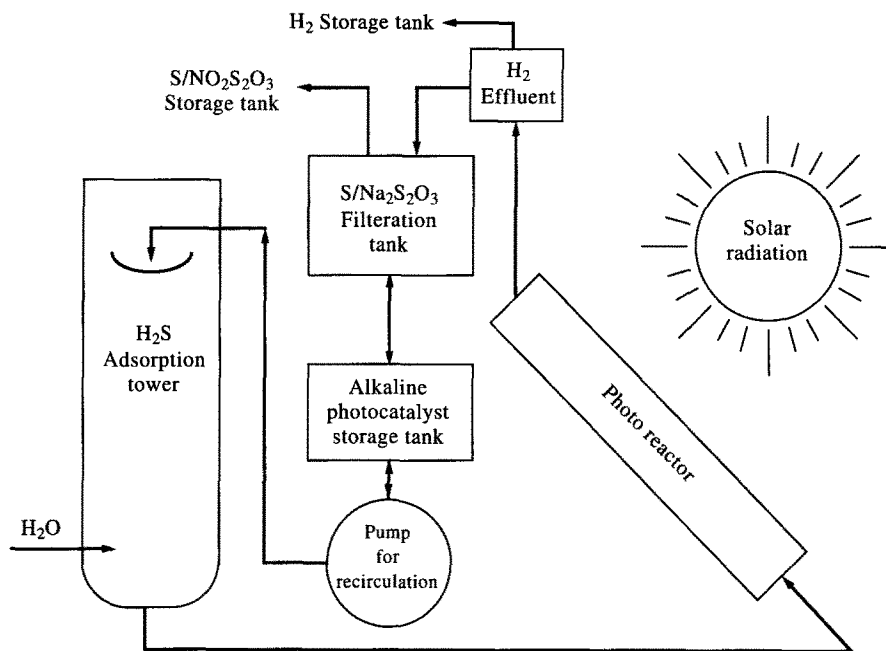 H₂ Storage tank
H₂
Effluent
S/NO₂S₂O₃
Storage tank
S/Na₂S₂O₃
Filteration
tank
Solar
radiation
H₂S
Adsorption
tower
Alkaline
photocatalyst
storage tank
Photo reactor
H₂O
Pump
for
recirculation